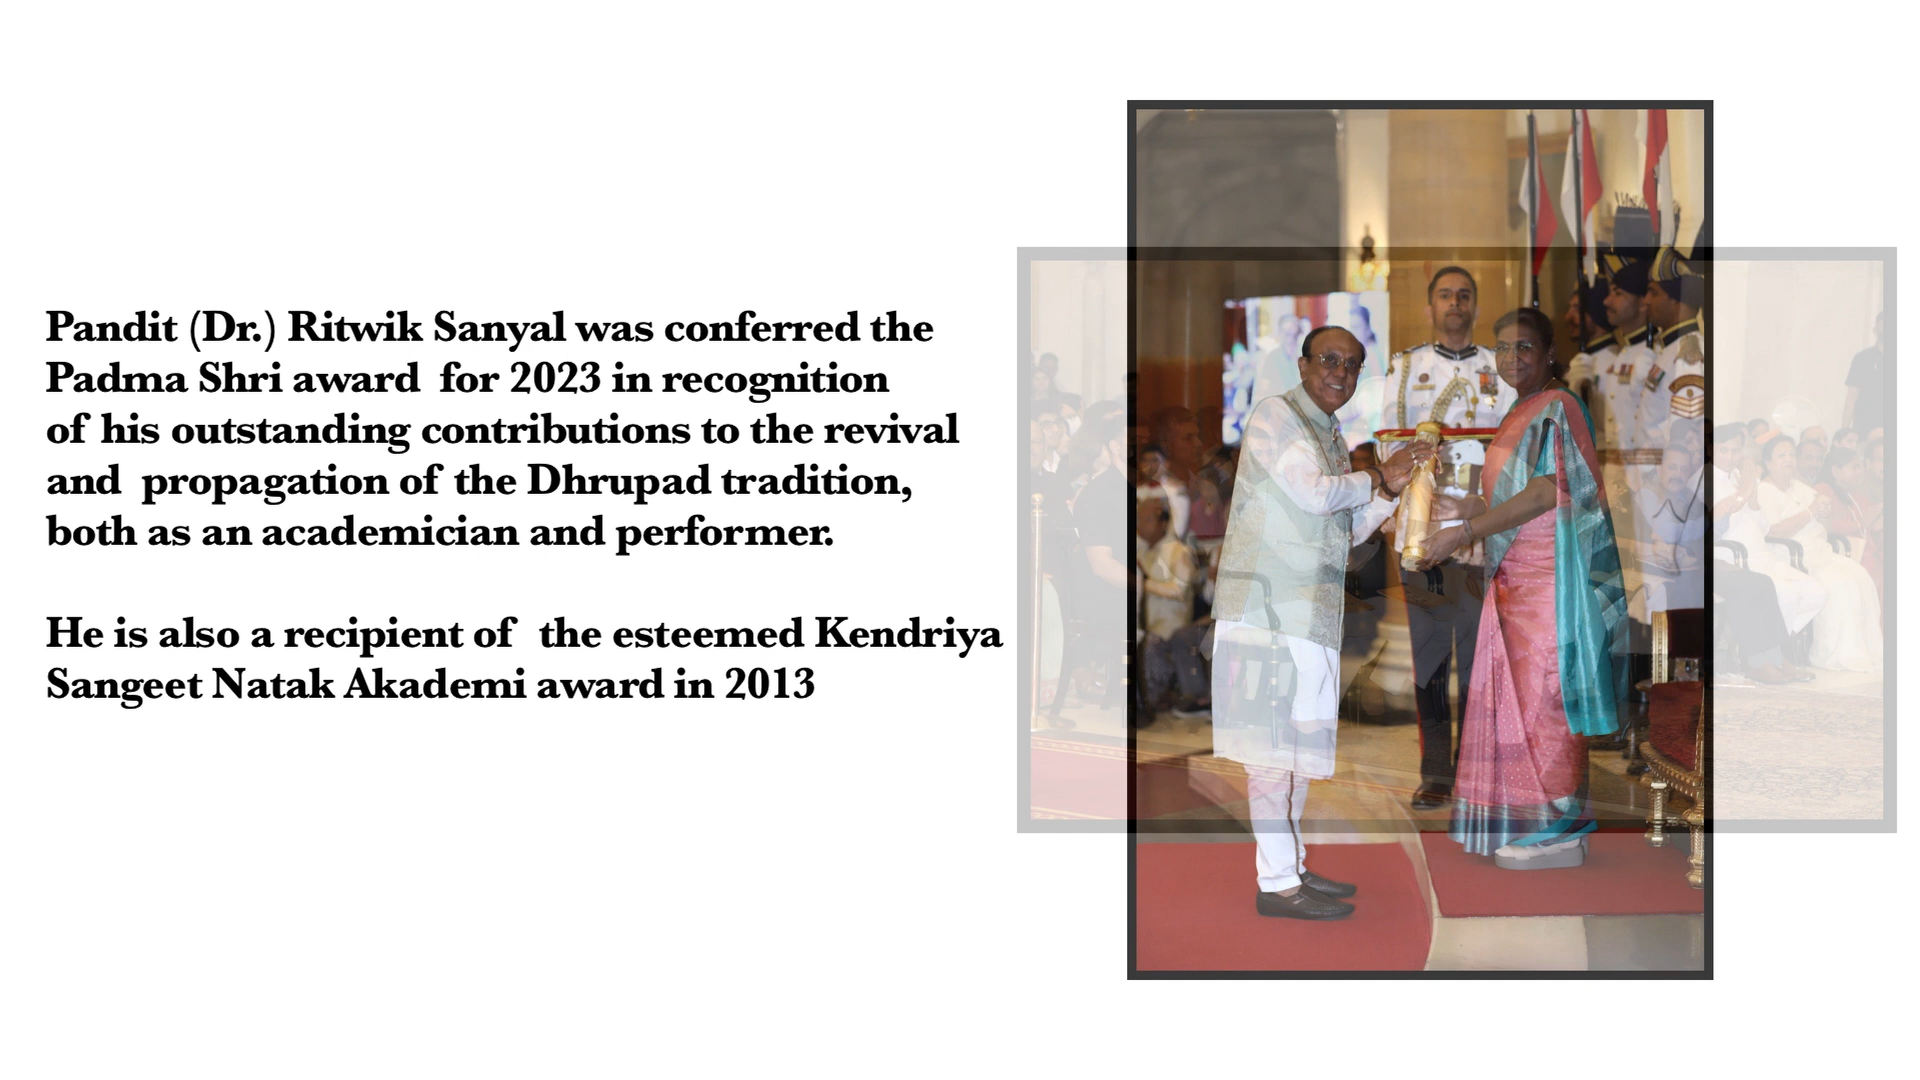 Pandit (Dr.) Ritwik Sanyal was conferred the
Padma Shri award  for 2023 in recognition
of his outstanding contributions to the revival
and  propagation of the Dhrupad tradition,
both as an academician and performer.
He is also a recipient of  the esteemed Kendriya
Sangeet Natak Akademi award in 2013